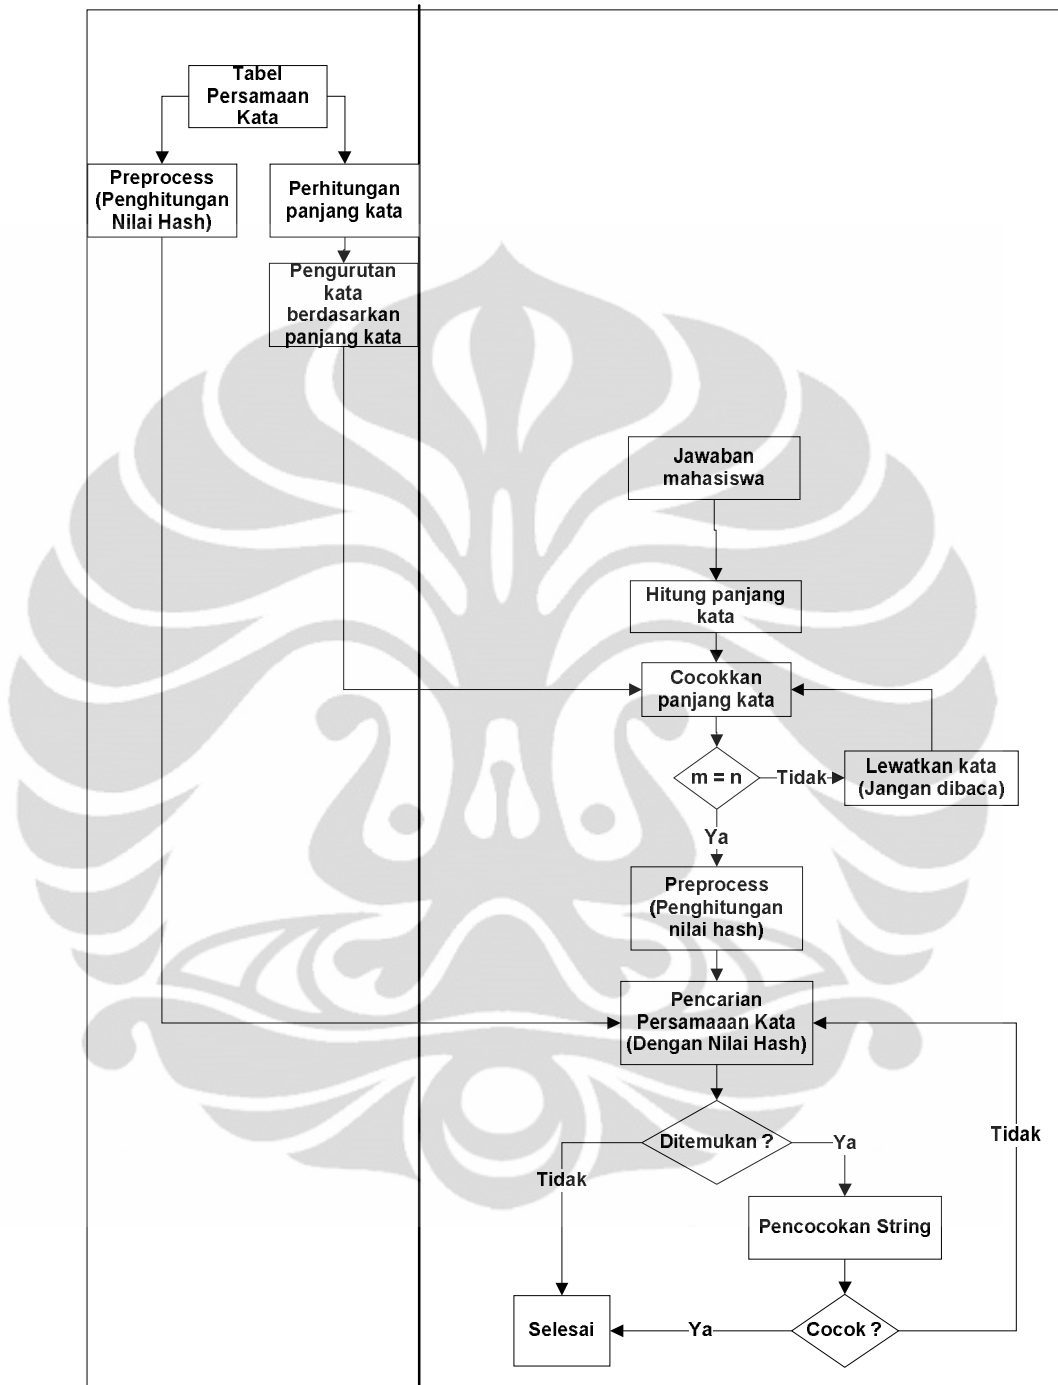 Tabel
Persamaan
Kata
Preprocess
(Penghitungan
Nilai Hash)
Perhitungan
panjang kata
Pengurutan
kata
berdasarkan
panjang kata
Jawaban
mahasiswa
Hitung panjang
kata
Cocokkan
panjang kata
m = n
Tidak
Lewatkan kata
(Jangan dibaca)
Ya
Preprocess
(Penghitungan
nilai hash)
Pencarian
Persamaaan Kata
(Dengan Nilai Hash)
Ditemukan ?
Ya
Tidak
Tidak
Pencocokan String
Selesai
Ya
Cocok ?